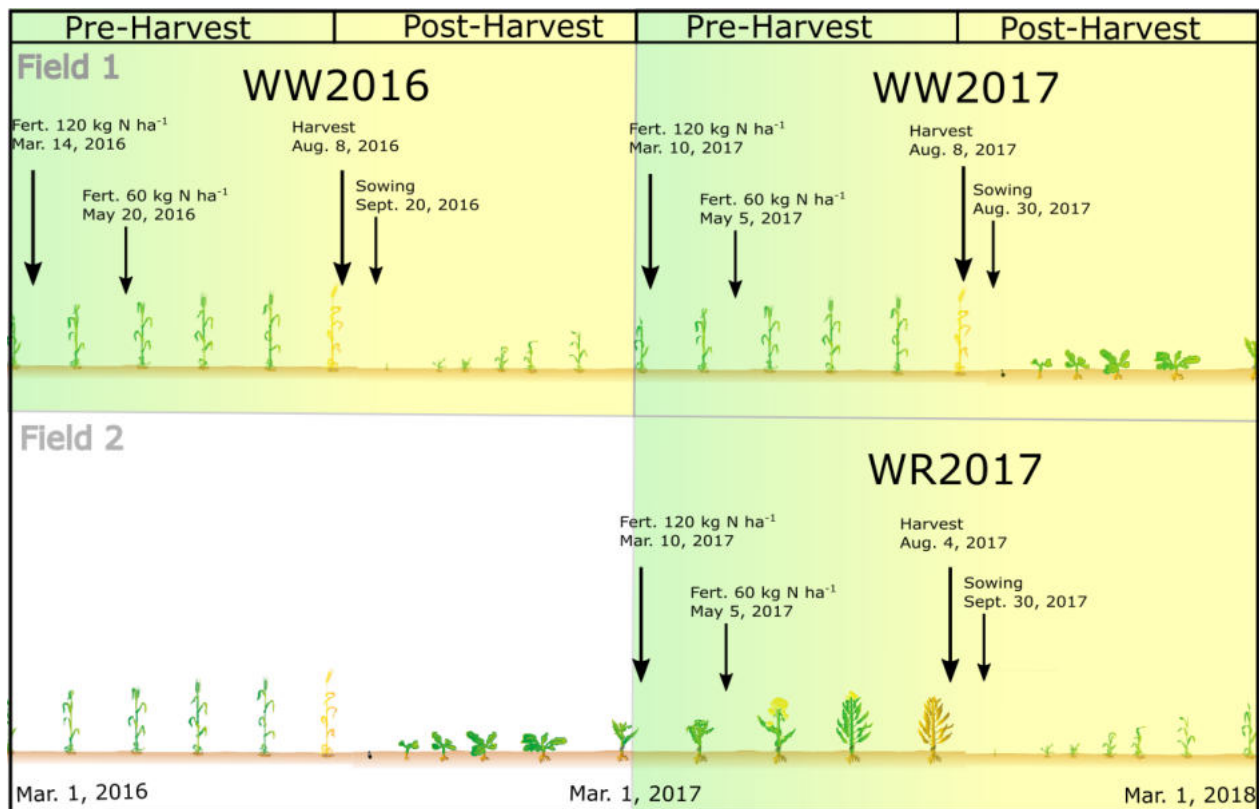 Pre-Harvest
Post-Harvest
Pre-Harvest
Post-Harvest
Field 1
WW2016
WW2017
Fert. 120 kg N ha⁻¹
Mar. 14, 2016
Harvest
Aug. 8, 2016
Fert. 60 kg N ha⁻¹
May 20, 2016
Sowing
Sept. 20, 2016
Fert. 120 kg N ha⁻¹
Mar. 10, 2017
Harvest
Aug. 8, 2017
Fert. 60 kg N ha⁻¹
May 5, 2017
Sowing
Aug. 30, 2017
Field 2
WR2017
Fert. 120 kg N ha⁻¹
Mar. 10, 2017
Harvest
Aug. 4, 2017
Fert. 60 kg N ha⁻¹
May 5, 2017
Sowing
Sept. 30, 2017
Mar. 1, 2016
Mar. 1, 2017
Mar. 1, 2018